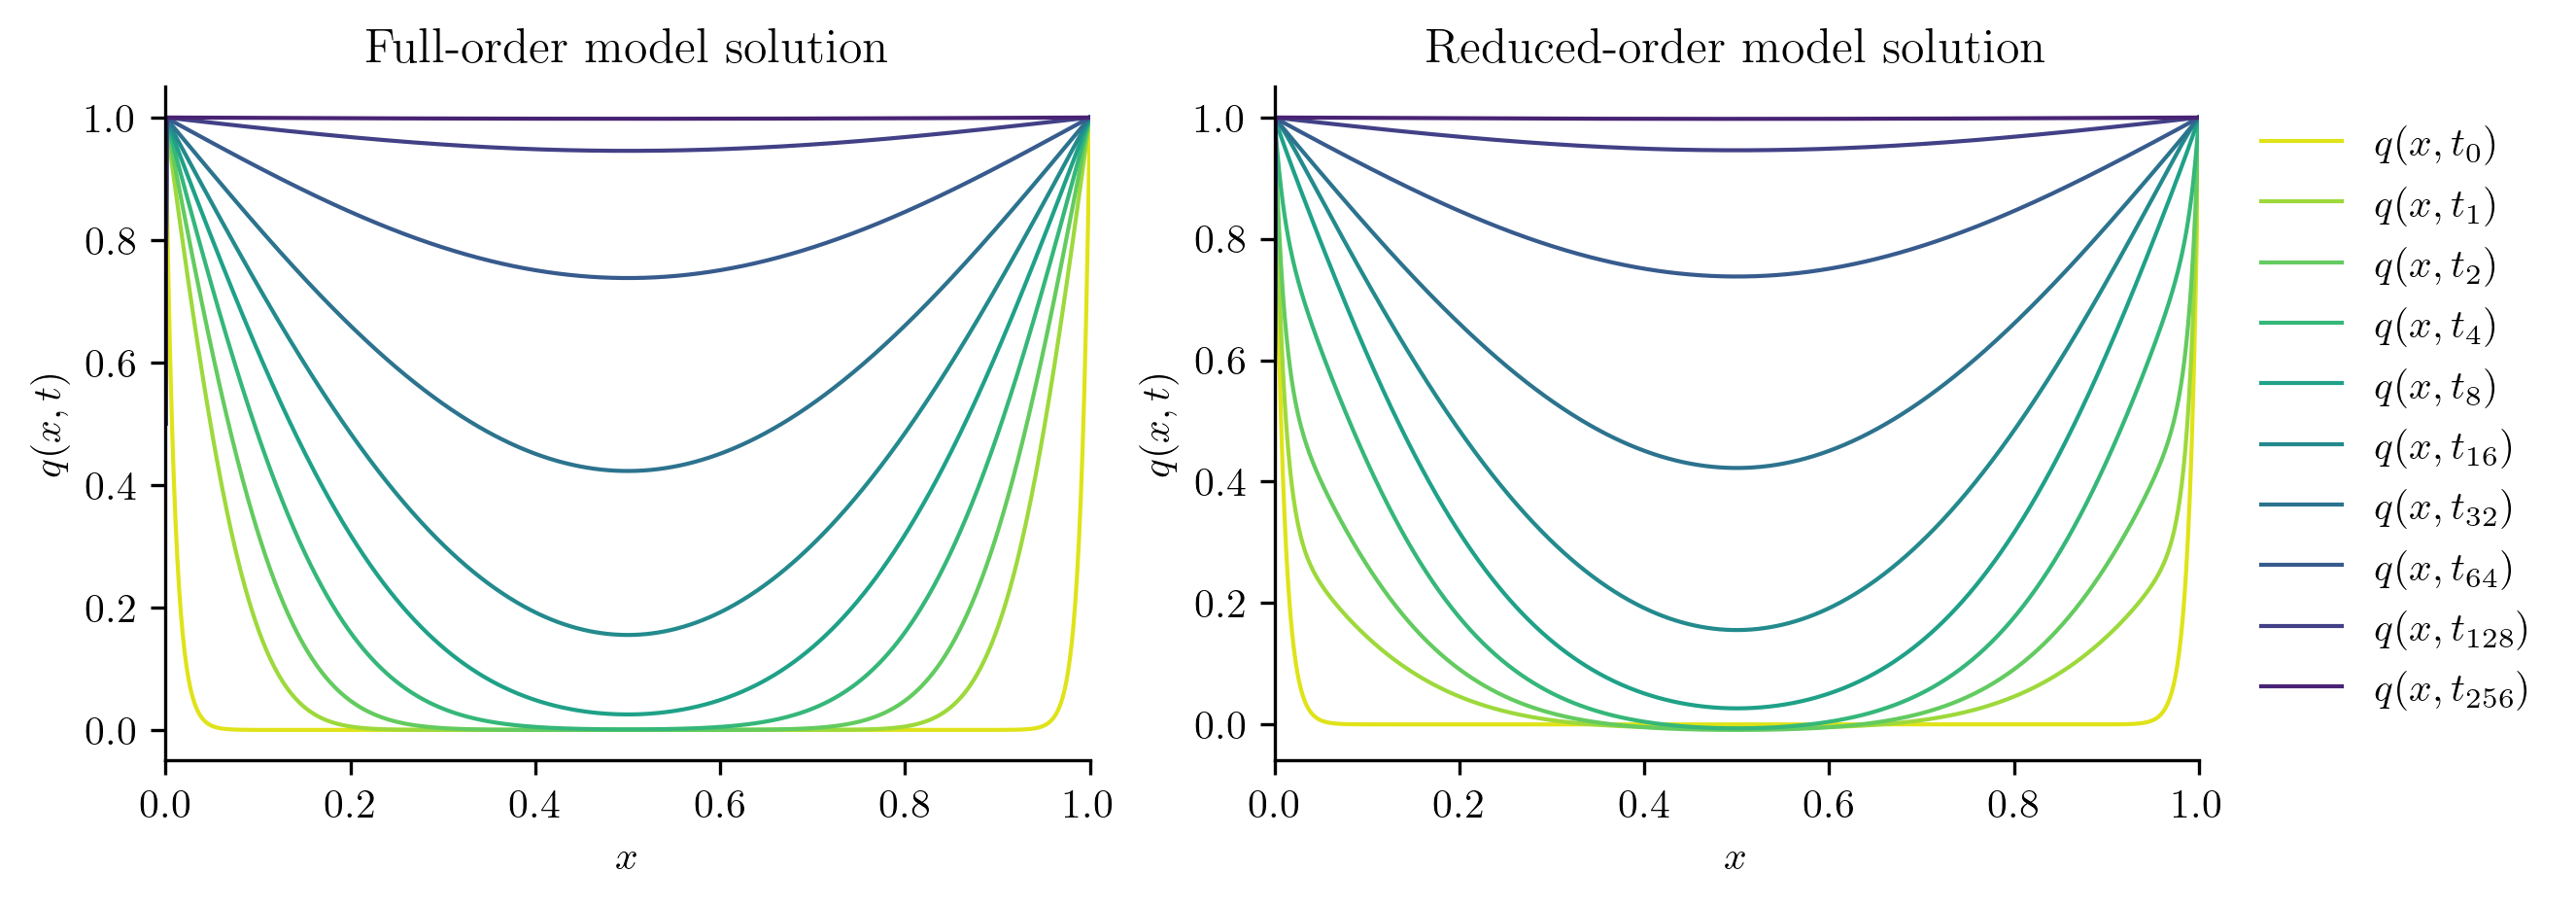 Full-order model solution
1.0
0.8
0.6
0.4
0.2
0.0
q(x, t)
0.0 0.2 0.4 0.6 0.8 1.0
x
Reduced-order model solution
1.0
0.8
0.6
0.4
0.2
0.0
q(x, t)
0.0 0.2 0.4 0.6 0.8 1.0
x
q(x, t₀)
q(x, t₁)
q(x, t₂)
q(x, t₄)
q(x, t₈)
q(x, t₁₆)
q(x, t₃₂)
q(x, t₆₄)
q(x, t₁₂₈)
q(x, t₂₅₆)